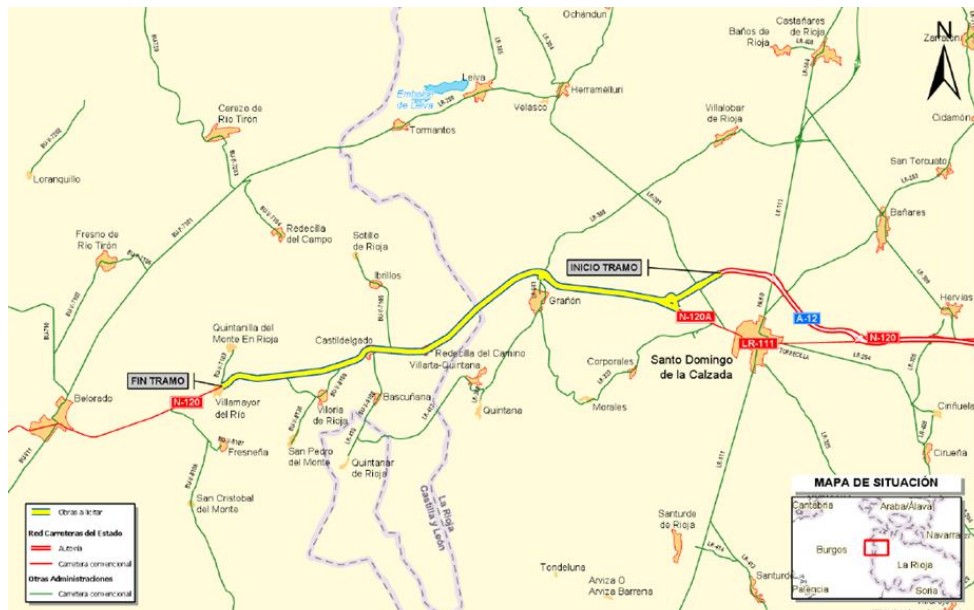 Ochánduri
Castañares
de Rioja
Baños de
Rioja
Zarratón
N
Leiva
Embalse
de Leiva
Herramélluri
Velasco
Cerezo de
Río Tirón
Tormantos
Villalobar
de Rioja
Cidamón
Loranquillo
San Torcuato
Redecilla
del Campo
Bañares
Fresno de
Río Tirón
Sotillo
de Rioja
Ibrillos
INICIO TRAMO
Grañón
Hervías
N-120A
A-12
N-120
Quintanilla del
Monte En Rioja
Castildelgado
Redecilla del Camino
Villarta-Quintana
Corporales
Santo Domingo
de la Calzada
LR-111
FIN TRAMO
Belorado
N-120
Villamayor
del Río
Viloria
de Rioja
Bascuñana
Quintana
Morales
Ciriñuela
Fresneña
San Pedro
del Monte
Quintanar
de Rioja
Cirueña
San Cristobal
del Monte
La Rioja
Castilla y León
Santurde
de Rioja
Tondeluna
Arviza O
Arviza Barrena
Santurde
Obras a licitar
Red Carreteras del Estado
Autovía
Carretera convencional
Otras Administraciones
Carretera convencional
MAPA DE SITUACIÓN
Cantabria
Araba/Álava
Navarra
Burgos
La Rioja
Palencia
Soria